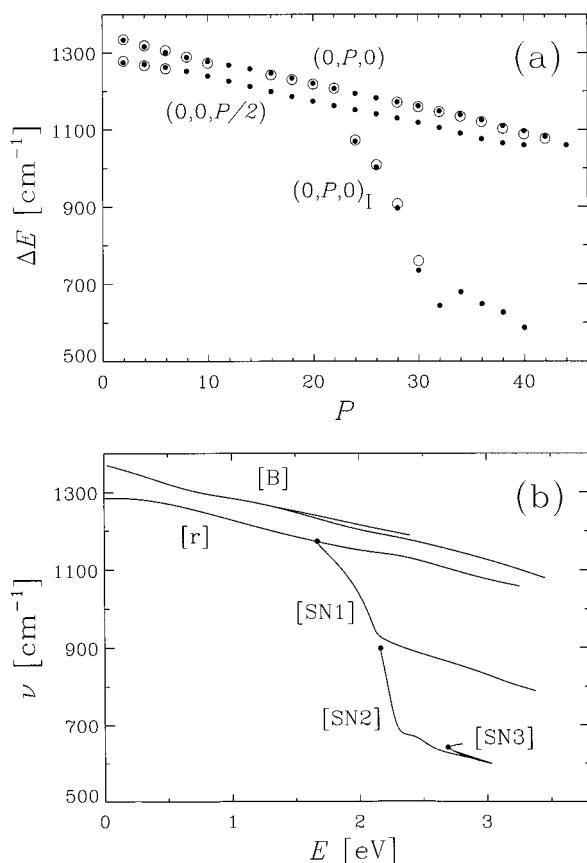 1300
1100
900
700
500
ΔE [cm⁻¹]
(a)
(0,P,0)
(0,0,P/2)
(0,P,0)I
0
10
20
30
40
P
1300
1100
900
700
500
ν [cm⁻¹]
(b)
[B]
[r]
[SN1]
[SN2]
[SN3]
0
1
2
3
E [eV]